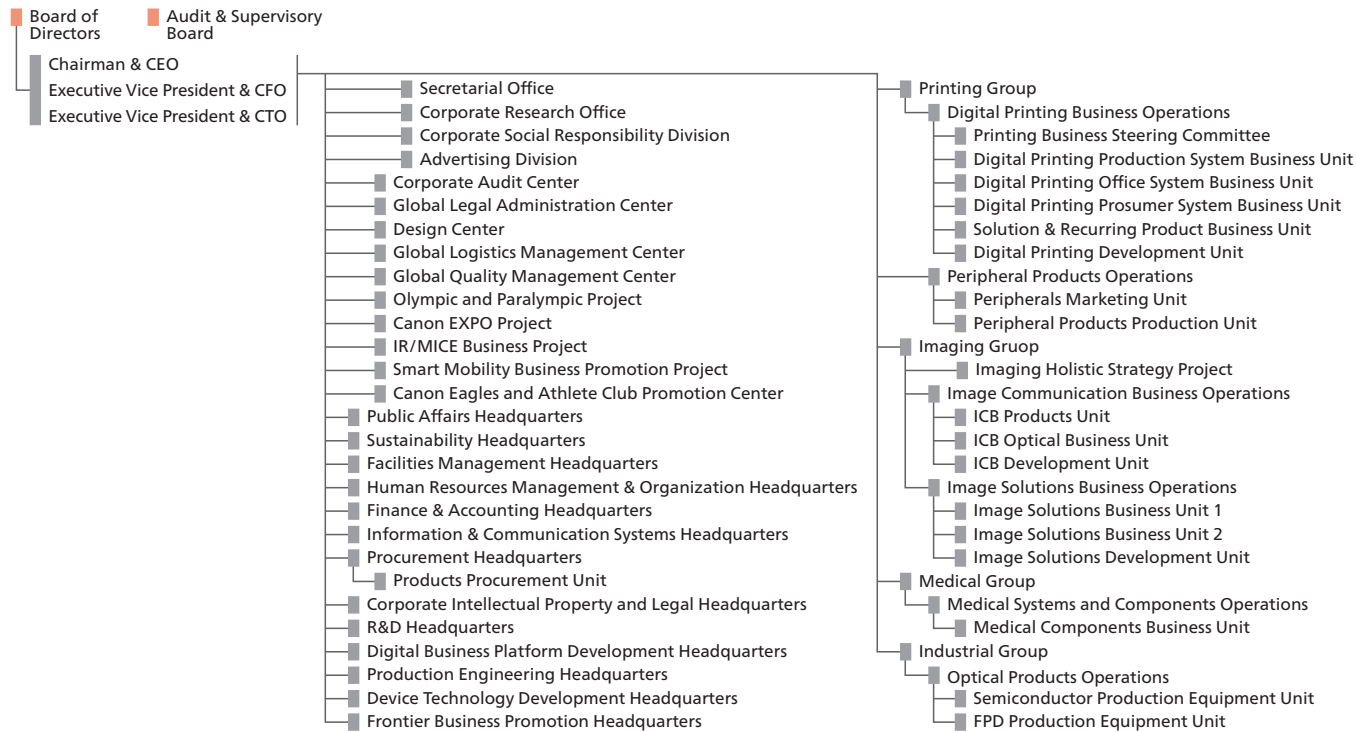 Board of
Directors
Audit & Supervisory
Board
Chairman & CEO
Executive Vice President & CFO
Executive Vice President & CTO
Secretarial Office
Corporate Research Office
Corporate Social Responsibility Division
Advertising Division
Corporate Audit Center
Global Legal Administration Center
Design Center
Global Logistics Management Center
Global Quality Management Center
Olympic and Paralympic Project
Canon EXPO Project
IR/MICE Business Project
Smart Mobility Business Promotion Project
Canon Eagles and Athlete Club Promotion Center
Public Affairs Headquarters
Sustainability Headquarters
Facilities Management Headquarters
Human Resources Management & Organization Headquarters
Finance & Accounting Headquarters
Information & Communication Systems Headquarters
Procurement Headquarters
Products Procurement Unit
Corporate Intellectual Property and Legal Headquarters
R&D Headquarters
Digital Business Platform Development Headquarters
Production Engineering Headquarters
Device Technology Development Headquarters
Frontier Business Promotion Headquarters
Printing Group
Digital Printing Business Operations
Printing Business Steering Committee
Digital Printing Production System Business Unit
Digital Printing Office System Business Unit
Digital Printing Prosumer System Business Unit
Solution & Recurring Product Business Unit
Digital Printing Development Unit
Peripheral Products Operations
Peripherals Marketing Unit
Peripheral Products Production Unit
Imaging Gruop
Imaging Holistic Strategy Project
Image Communication Business Operations
ICB Products Unit
ICB Optical Business Unit
ICB Development Unit
Image Solutions Business Operations
Image Solutions Business Unit 1
Image Solutions Business Unit 2
Image Solutions Development Unit
Medical Group
Medical Systems and Components Operations
Medical Components Business Unit
Industrial Group
Optical Products Operations
Semiconductor Production Equipment Unit
FPD Production Equipment Unit